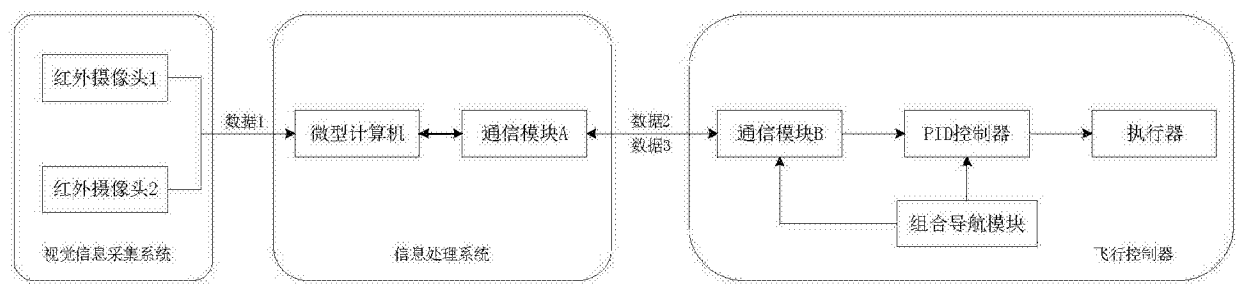 红外摄像头1
红外摄像头2
视觉信息采集系统
数据1
微型计算机
通信模块A
信息处理系统
数据2
数据3
通信模块B
PID控制器
执行器
组合导航模块
飞行控制器